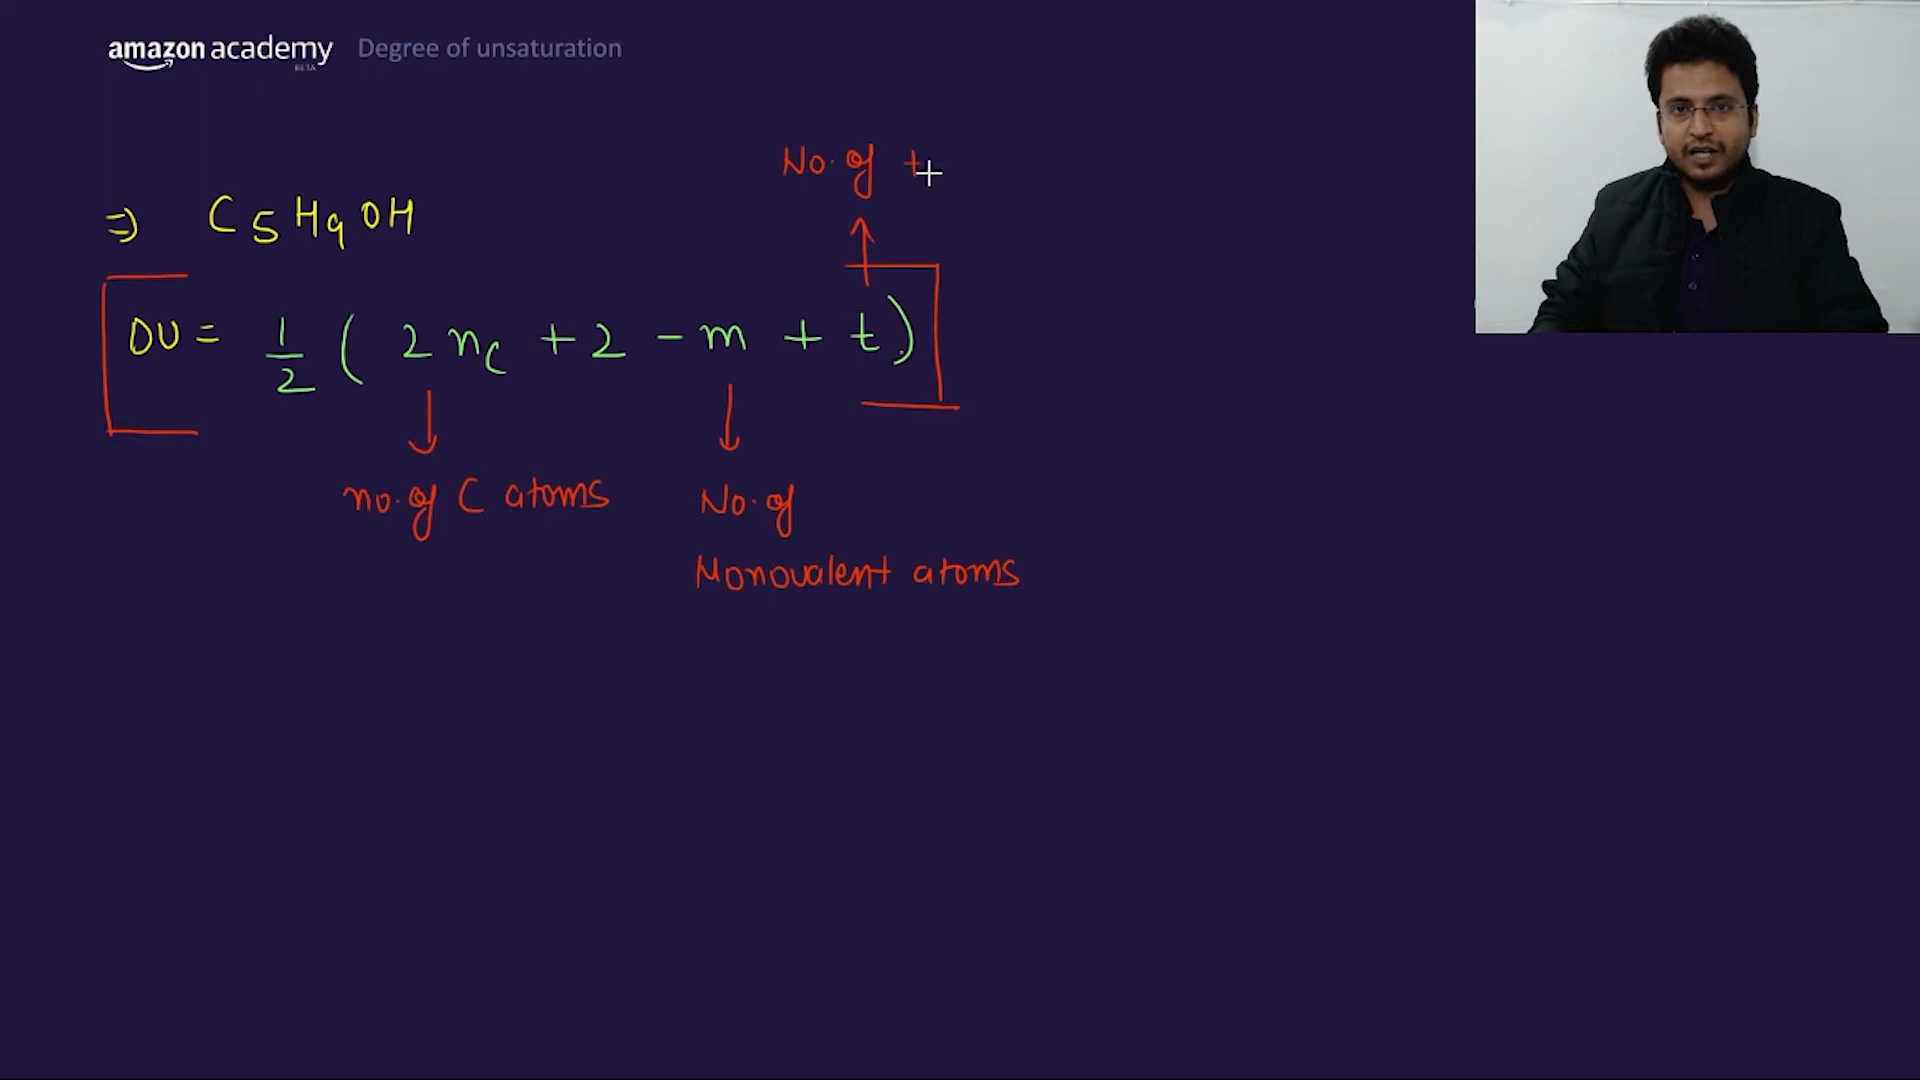 amazon academy Degree of unsaturation
BETA
No. of t
⇒ C5H9OH
DU = 1/2 ( 2nC + 2 - m + t )
no. of C atoms
No. of
Monovalent atoms